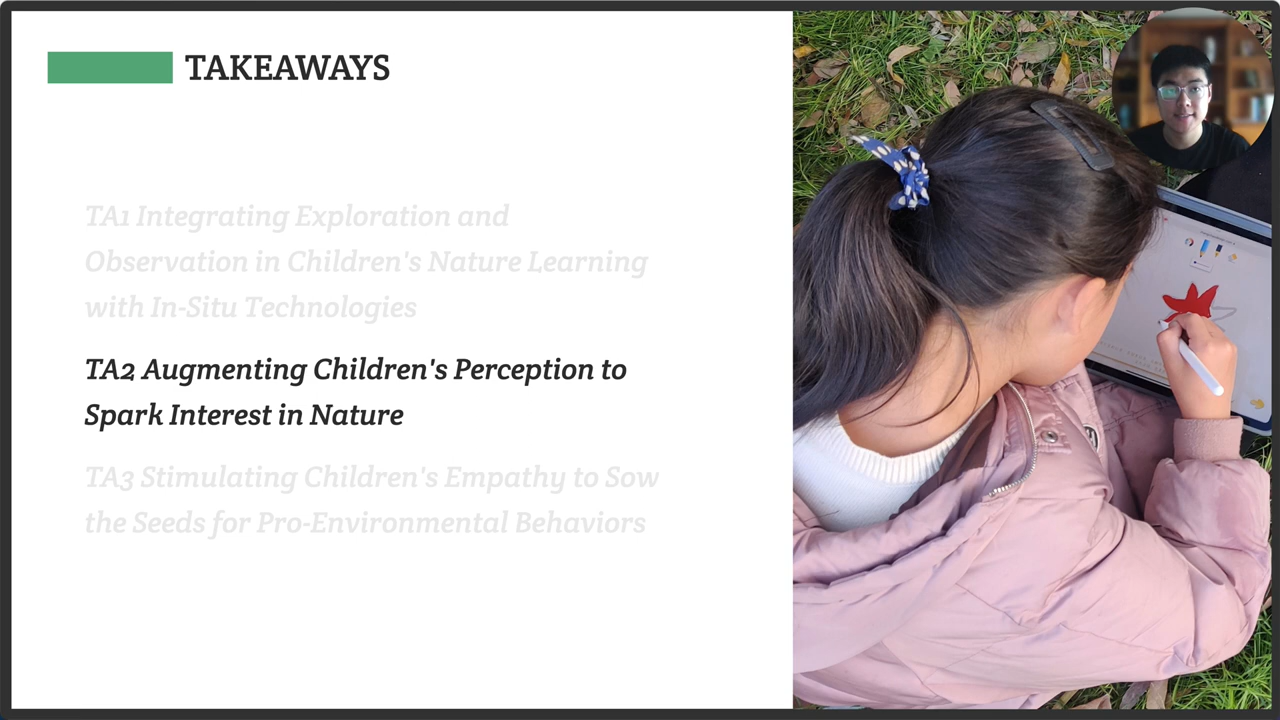 TAKEAWAYS
TA1 Integrating Exploration and
Observation in Children's Nature Learning
with In-Situ Technologies
TA2 Augmenting Children's Perception to
Spark Interest in Nature
TA3 Stimulating Children's Empathy to Sow
the Seeds for Pro-Environmental Behaviors